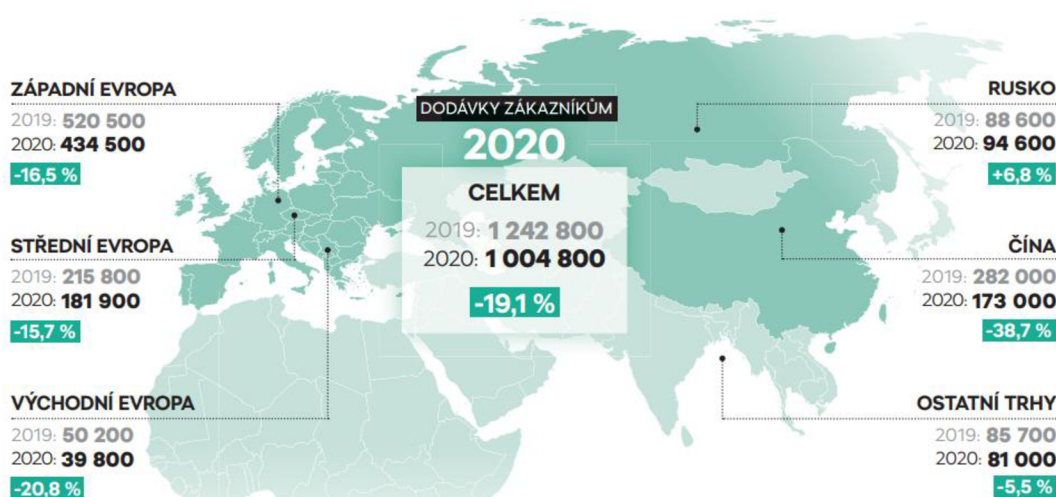 ZÁPADNÍ EVROPA
2019: 520 500
2020: 434 500
-16,5 %
STŘEDNÍ EVROPA
2019: 215 800
2020: 181 900
-15,7 %
VÝCHODNÍ EVROPA
2019: 50 200
2020: 39 800
-20,8 %
DODÁVKY ZÁKAZNÍKŮM
2020
CELKEM
2019: 1 242 800
2020: 1 004 800
-19,1 %
RUSKO
2019: 88 600
2020: 94 600
+6,8 %
ČÍNA
2019: 282 000
2020: 173 000
-38,7 %
OSTATNÍ TRHY
2019: 85 700
2020: 81 000
-5,5 %